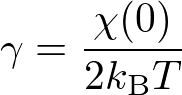 γ = χ(0) / 2k_B T